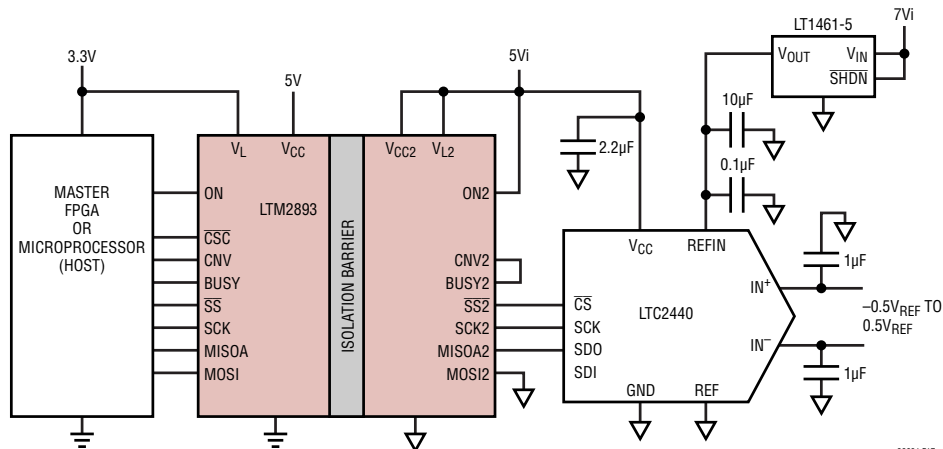 LT1461-5
7Vi
VOUT
VIN
SHDN
3.3V
5V
5Vi
10µF
0.1µF
2.2µF
VL
VCC
VCC2
VL2
MASTER
FPGA
OR
MICROPROCESSOR
(HOST)
ON
CSC
CNV
BUSY
SS
SCK
MISOA
MOSI
LTM2893
ISOLATION BARRIER
ON2
CNV2
BUSY2
SS2
SCK2
MISOA2
MOSI2
VCC
REFIN
CS
SCK
SDO
SDI
LTC2440
IN+
IN–
GND
REF
1µF
–0.5VREF TO
0.5VREF
1µF